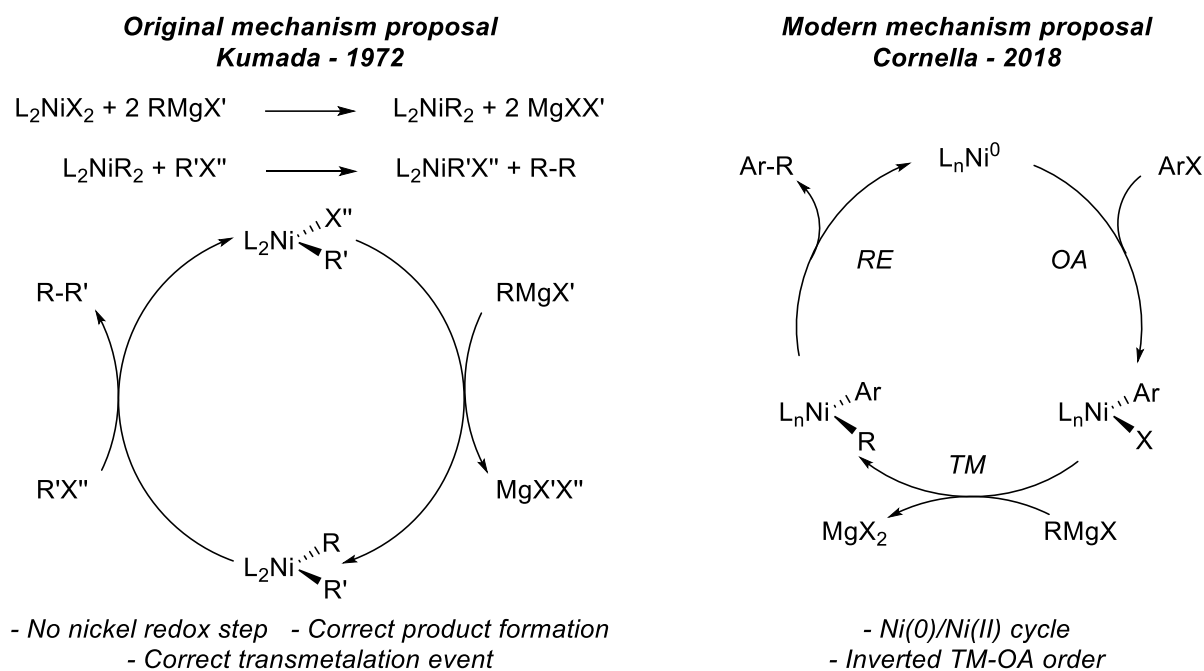 Original mechanism proposal
Kumada - 1972
L₂NiX₂ + 2 RMgX' L₂NiR₂ + 2 MgXX'
L₂NiR₂ + R'X" L₂NiR'X" + R-R
L₂Ni
X"
R'
R-R'
RMgX'
R'X"
MgX'X"
L₂Ni
R
R'
- No nickel redox step - Correct product formation
- Correct transmetalation event
Modern mechanism proposal
Cornella - 2018
Ar-R
LₙNi⁰
ArX
RE
OA
LₙNi
Ar
R
LₙNi
Ar
X
TM
MgX₂
RMgX
- Ni(0)/Ni(II) cycle
- Inverted TM-OA order